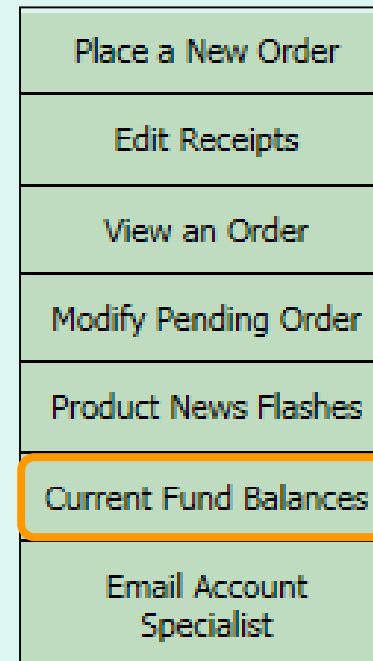 Place a New Order
Edit Receipts
View an Order
Modify Pending Order
Product News Flashes
Current Fund Balances
Email Account
Specialist